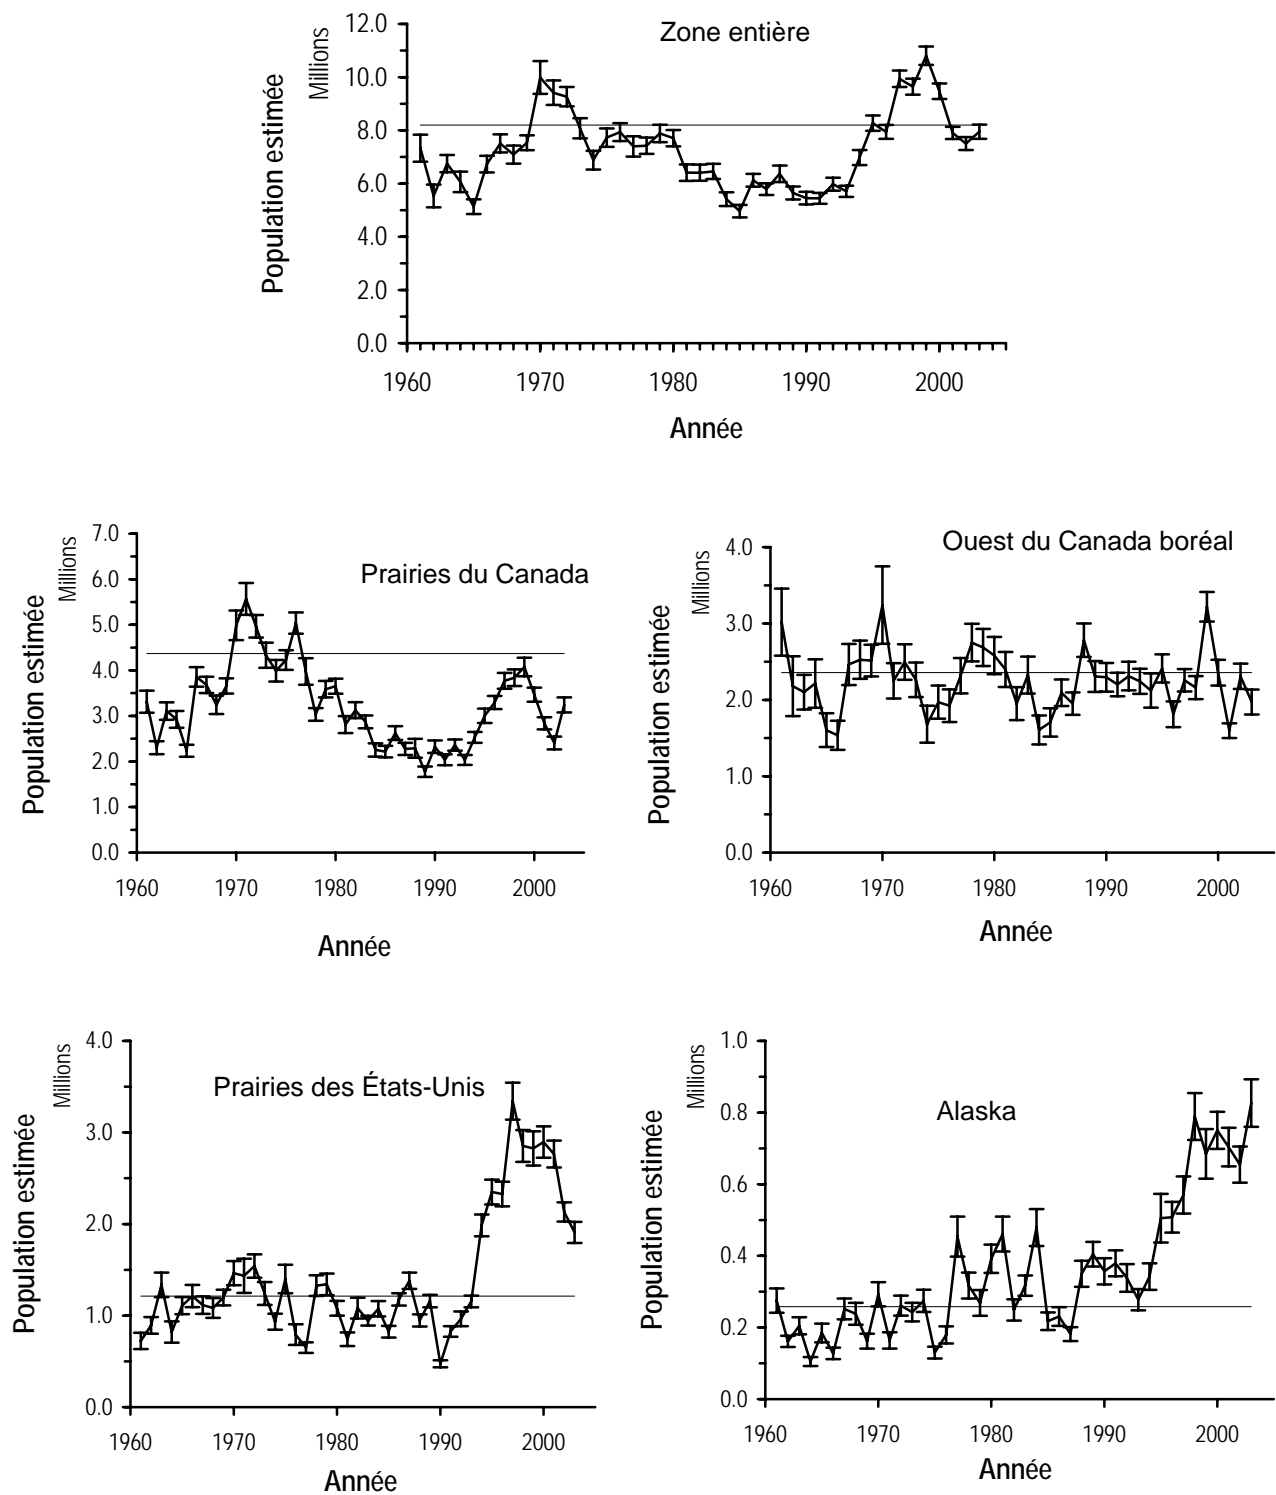 Zone entière
Millions
Population estimée
12.0
10.0
8.0
6.0
4.0
2.0
0.0
1960 1970 1980 1990 2000
Année
Prairies du Canada
Millions
Population estimée
7.0
6.0
5.0
4.0
3.0
2.0
1.0
0.0
1960 1970 1980 1990 2000
Année
Ouest du Canada boréal
Millions
Population estimée
4.0
3.0
2.0
1.0
0.0
1960 1970 1980 1990 2000
Année
Prairies des États-Unis
Millions
Population estimée
4.0
3.0
2.0
1.0
0.0
1960 1970 1980 1990 2000
Année
Alaska
Millions
Population estimée
1.0
0.8
0.6
0.4
0.2
0.0
1960 1970 1980 1990 2000
Année